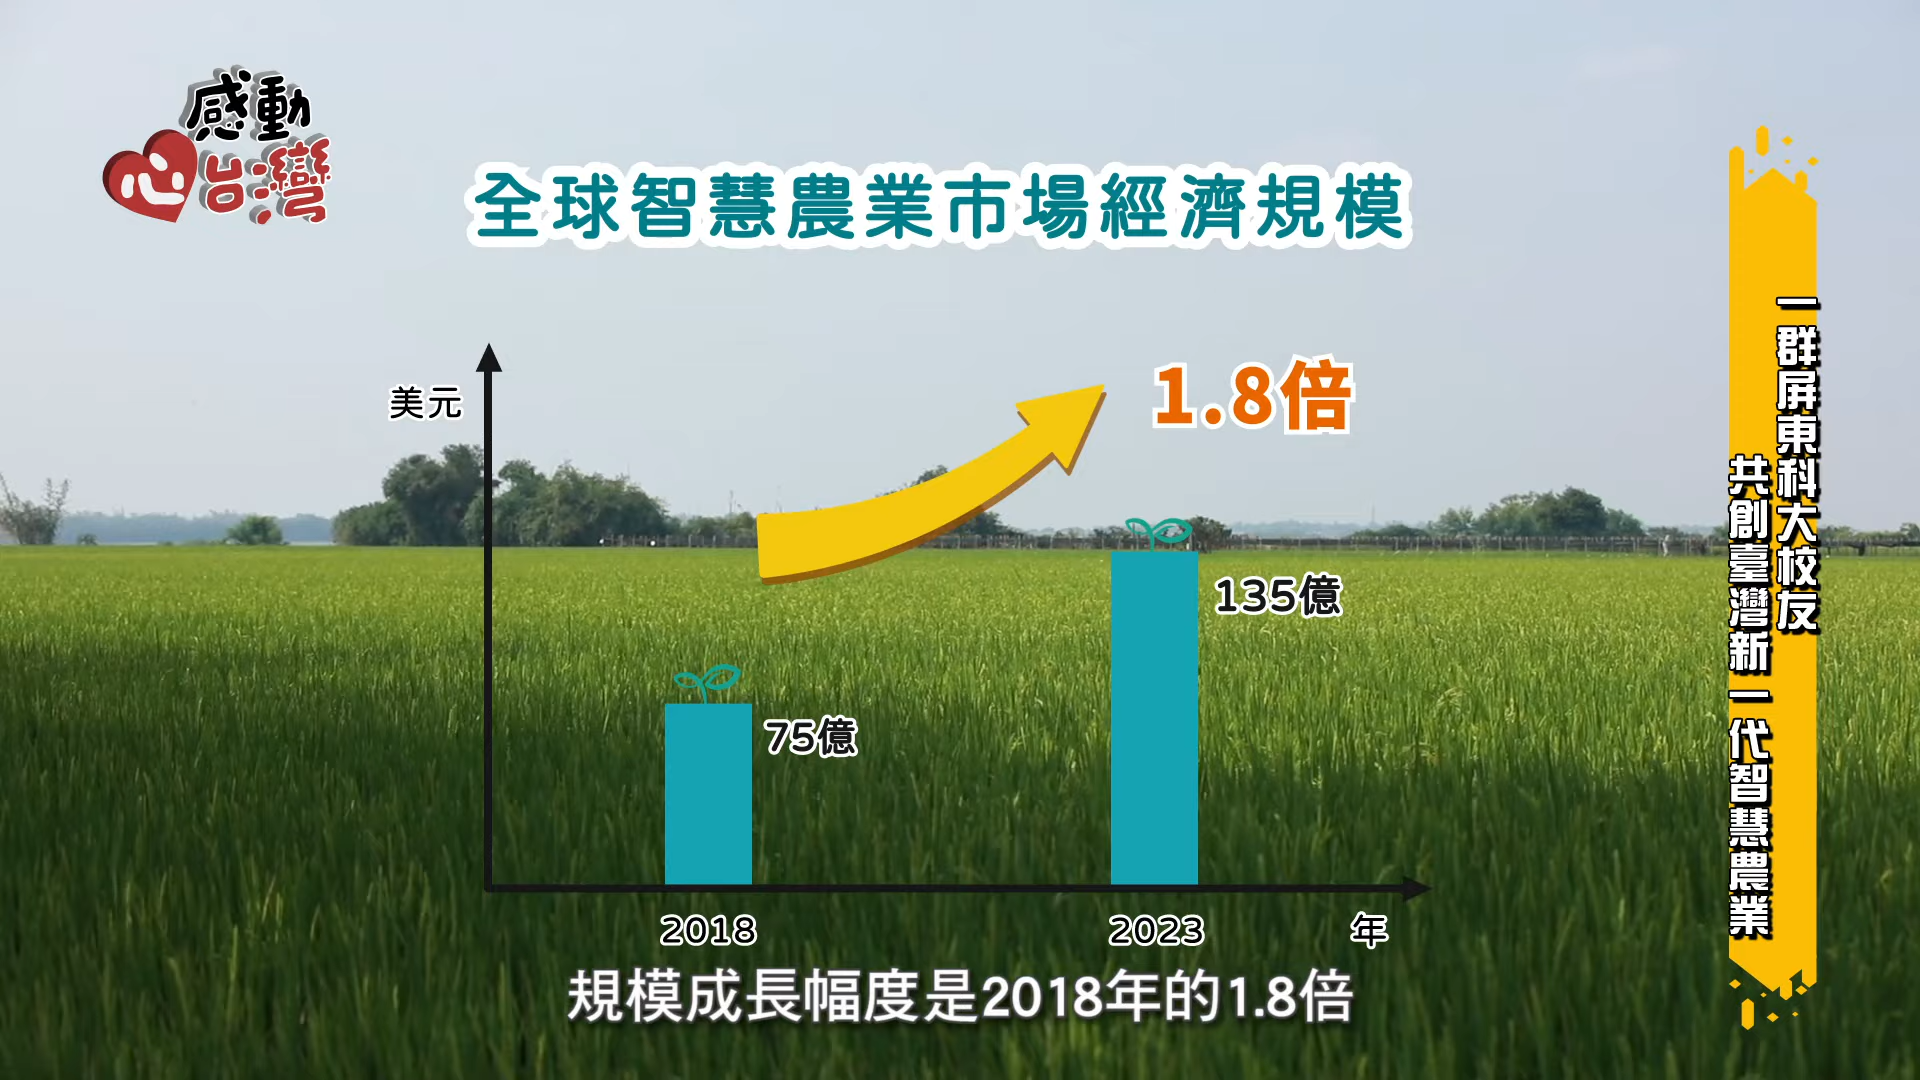 感動
心台灣
全球智慧農業市場經濟規模
美元
1.8倍
135億
75億
2018
2023
年
規模成長幅度是2018年的1.8倍
一群屏東科大校友
共創臺灣新一代智慧農業